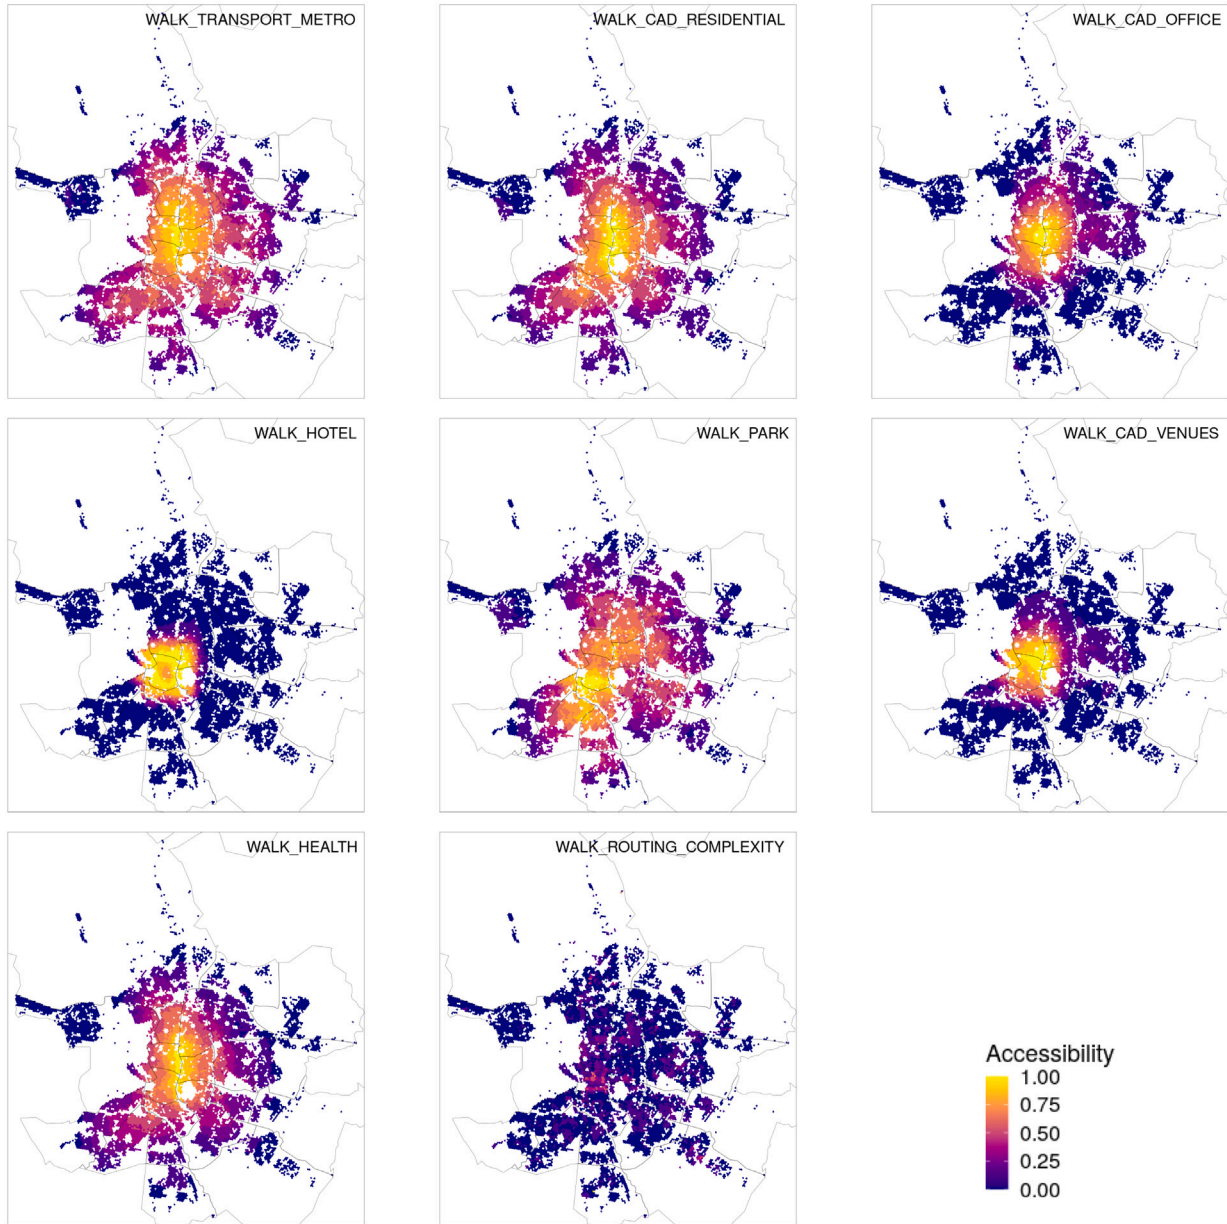 WALK_TRANSPORT_METRO
WALK_CAD_RESIDENTIAL
WALK_CAD_OFFICE
WALK_HOTEL
WALK_PARK
WALK_CAD_VENUES
WALK_HEALTH
WALK_ROUTING_COMPLEXITY
Accessibility
1.00
0.75
0.50
0.25
0.00